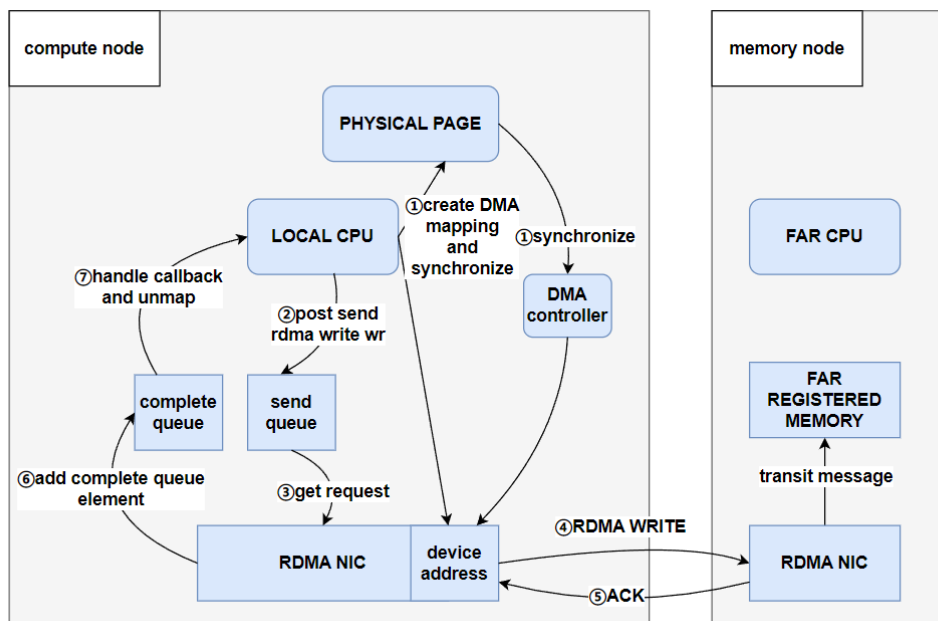 compute node
memory node
PHYSICAL PAGE
①create DMA
mapping
and
synchronize
①synchronize
LOCAL CPU
FAR CPU
⑦handle callback
and unmap
②post send
rdma write wr
DMA
controller
complete
queue
send
queue
FAR
REGISTERED
MEMORY
⑥add complete queue
element
③get request
transit message
RDMA NIC
device
address
④RDMA WRITE
⑤ACK
RDMA NIC